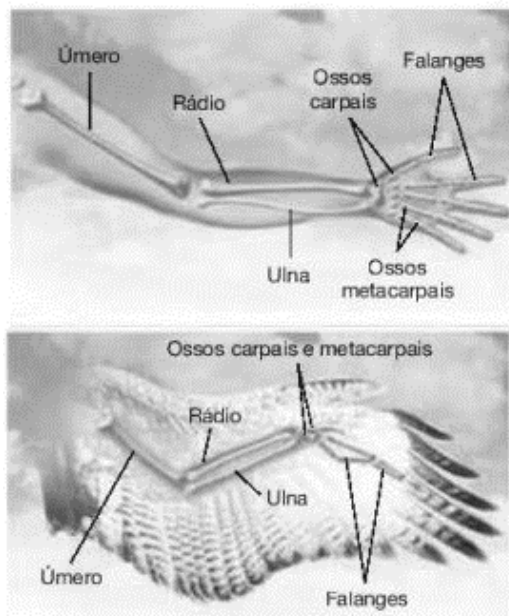 Úmero
Rádio
Ossos
carpais
Falanges
Ulna
Ossos
metacarpais
Ossos carpais e metacarpais
Rádio
Ulna
Úmero
Falanges